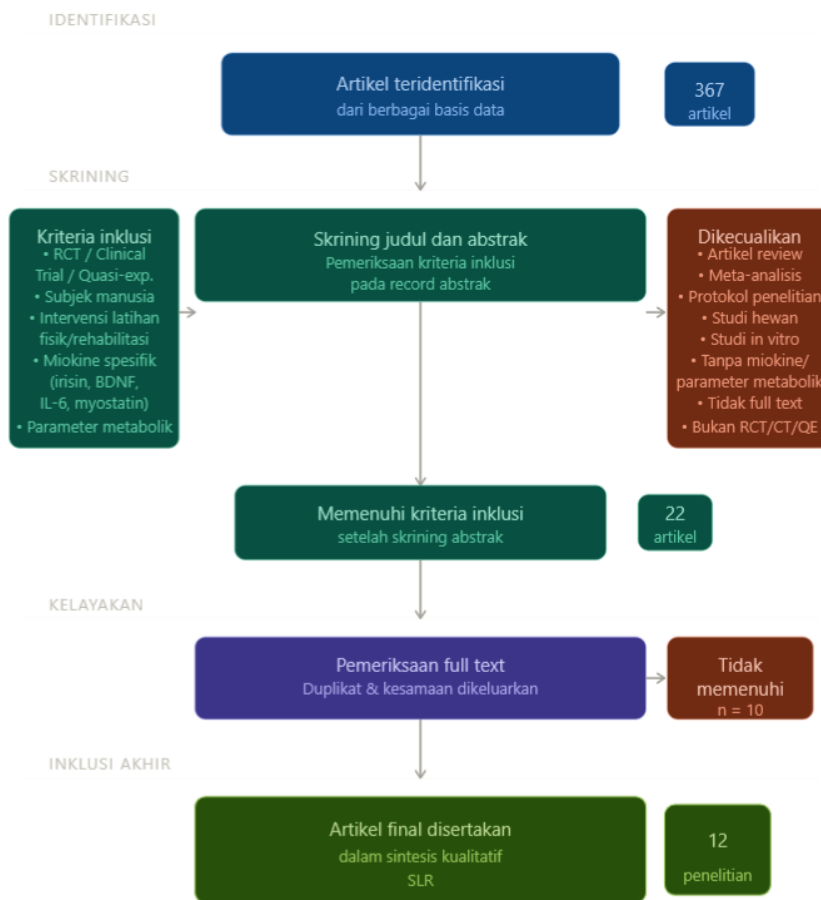 IDENTIFIKASI
Artikel teridentifikasi
dari berbagai basis data
367
artikel
SKRINING
Kriteria inklusi
• RCT / Clinical
Trial / Quasi-exp.
• Subjek manusia
• Intervensi latihan
fisik/rehabilitasi
• Miokine spesifik
(irisin, BDNF,
IL-6, myostatin)
• Parameter metabolik
Skrining judul dan abstrak
Pemeriksaan kriteria inklusi
pada record abstrak
Dikecualikan
• Artikel review
• Meta-analisis
• Protokol penelitian
• Studi hewan
• Studi in vitro
• Tanpa miokine/
parameter metabolik
• Tidak full text
• Bukan RCT/CT/QE
Memenuhi kriteria inklusi
setelah skrining abstrak
22
artikel
KELAYAKAN
Pemeriksaan full text
Duplikat & kesamaan dikeluarkan
Tidak
memenuhi
n = 10
INKLUSI AKHIR
Artikel final disertakan
dalam sintesis kualitatif
SLR
12
penelitian